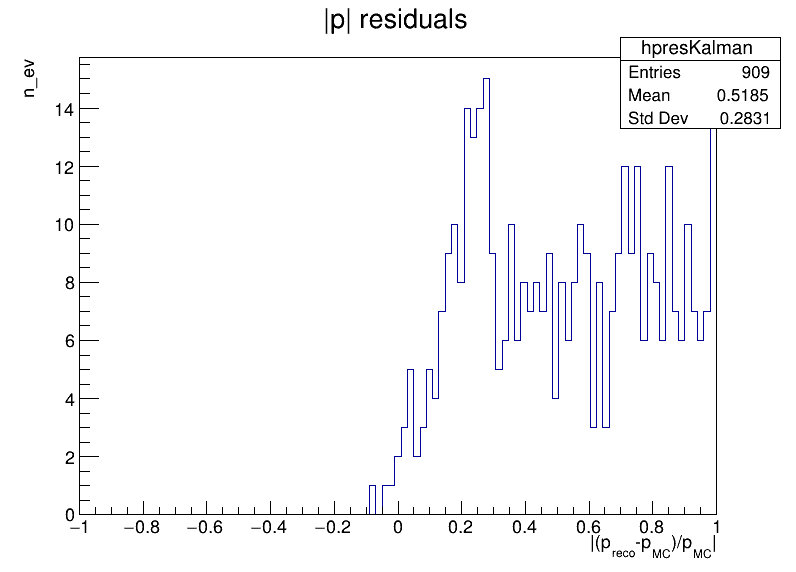 |p| residuals
hpresKalman
Entries 909
Mean 0.5185
Std Dev 0.2831
n_ev
14
12
10
8
6
4
2
0
−1 −0.8 −0.6 −0.4 −0.2 0 0.2 0.4 0.6 0.8 1
|(p_reco-p_MC)/p_MC|